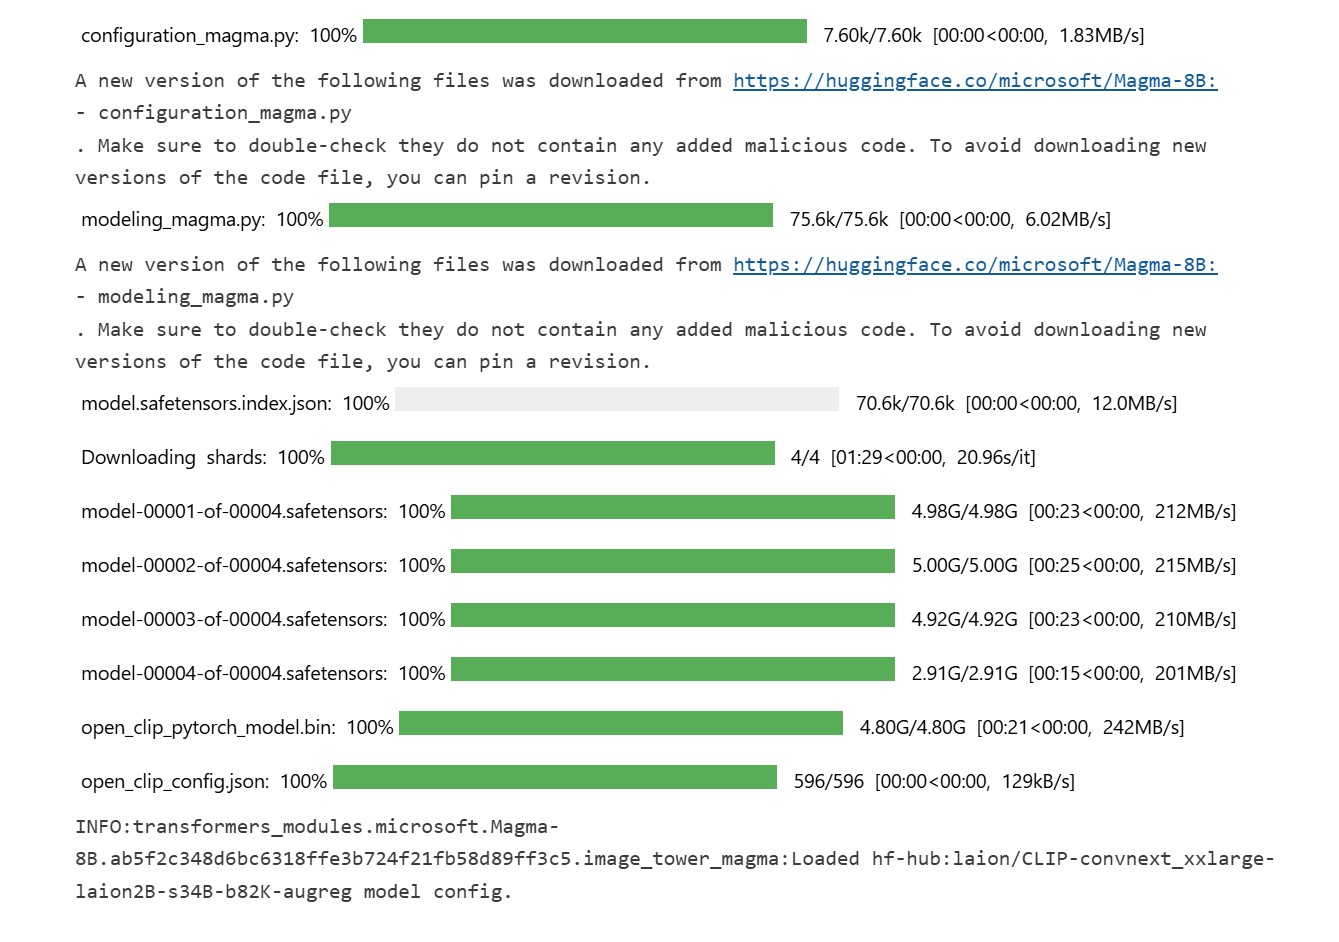 configuration_magma.py: 100% 7.60k/7.60k [00:00<00:00, 1.83MB/s]
A new version of the following files was downloaded from https://huggingface.co/microsoft/Magma-8B:
- configuration_magma.py
. Make sure to double-check they do not contain any added malicious code. To avoid downloading new
versions of the code file, you can pin a revision.
modeling_magma.py: 100% 75.6k/75.6k [00:00<00:00, 6.02MB/s]
A new version of the following files was downloaded from https://huggingface.co/microsoft/Magma-8B:
- modeling_magma.py
. Make sure to double-check they do not contain any added malicious code. To avoid downloading new
versions of the code file, you can pin a revision.
model.safetensors.index.json: 100% 70.6k/70.6k [00:00<00:00, 12.0MB/s]
Downloading shards: 100% 4/4 [01:29<00:00, 20.96s/it]
model-00001-of-00004.safetensors: 100% 4.98G/4.98G [00:23<00:00, 212MB/s]
model-00002-of-00004.safetensors: 100% 5.00G/5.00G [00:25<00:00, 215MB/s]
model-00003-of-00004.safetensors: 100% 4.92G/4.92G [00:23<00:00, 210MB/s]
model-00004-of-00004.safetensors: 100% 2.91G/2.91G [00:15<00:00, 201MB/s]
open_clip_pytorch_model.bin: 100% 4.80G/4.80G [00:21<00:00, 242MB/s]
open_clip_config.json: 100% 596/596 [00:00<00:00, 129kB/s]
INFO:transformers_modules.microsoft.Magma-
8B.ab5f2c348d6bc6318ffe3b724f21fb58d89ff3c5.image_tower_magma:Loaded hf-hub:laion/CLIP-convnext_xxlarge-
laion2B-s34B-b82K-augreg model config.